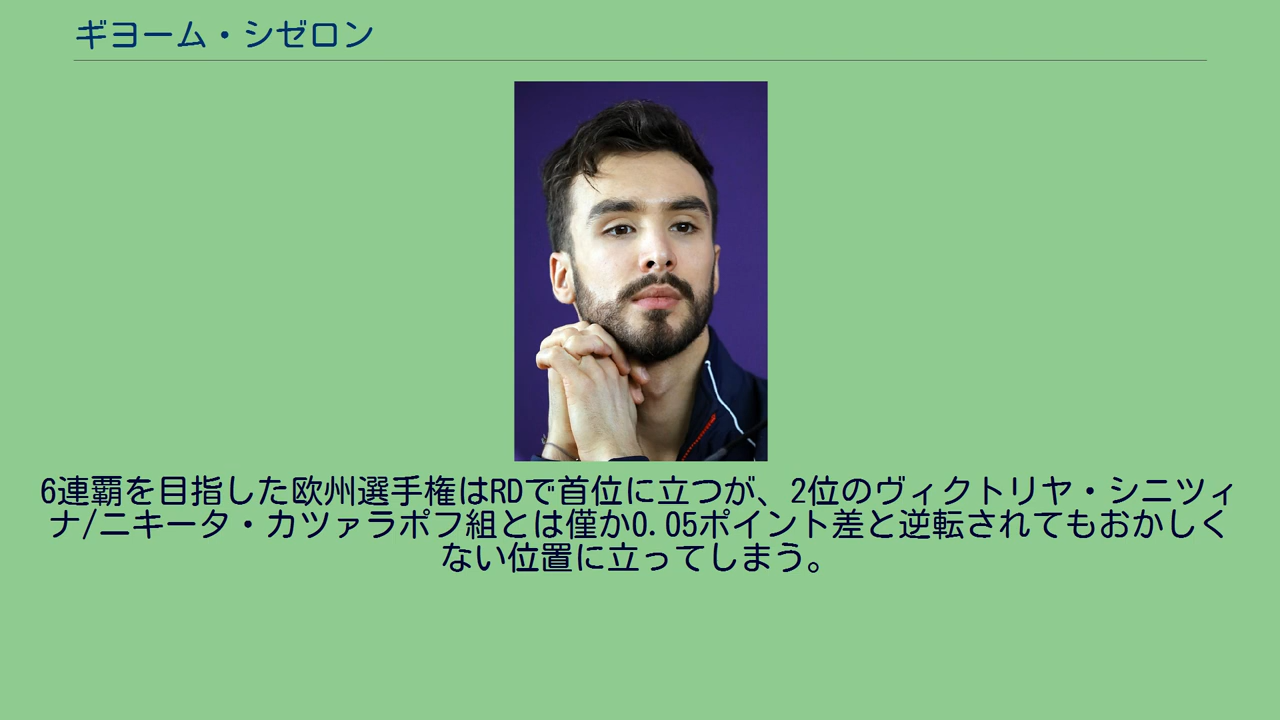 ギヨーム・シゼロン
6連覇を目指した欧州選手権はRDで首位に立つが、2位のヴィクトリヤ・シニツィ
ナ/ニキータ・カツァラポフ組とは僅か0.05ポイント差と逆転されてもおかしく
ない位置に立ってしまう。